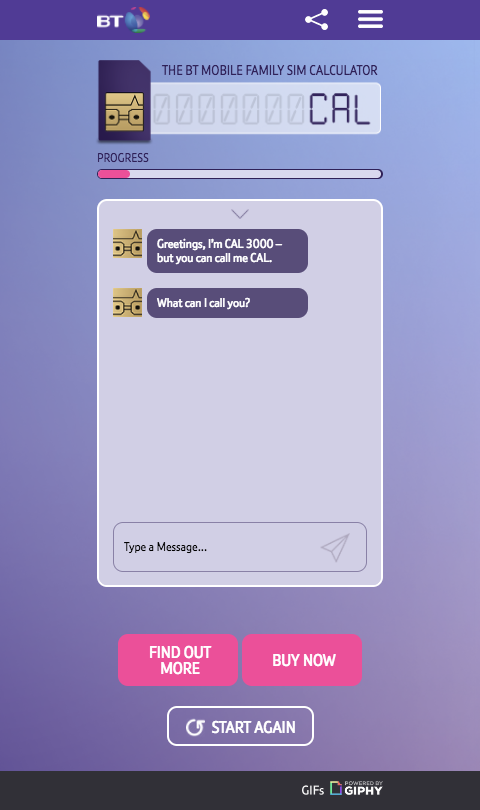 BT
THE BT MOBILE FAMILY SIM CALCULATOR
0000000CAL
PROGRESS
Greetings, I'm CAL 3000 –
but you can call me CAL.
What can I call you?
Type a Message...
FIND OUT
MORE
BUY NOW
START AGAIN
GIFs
POWERED BY
GIPHY